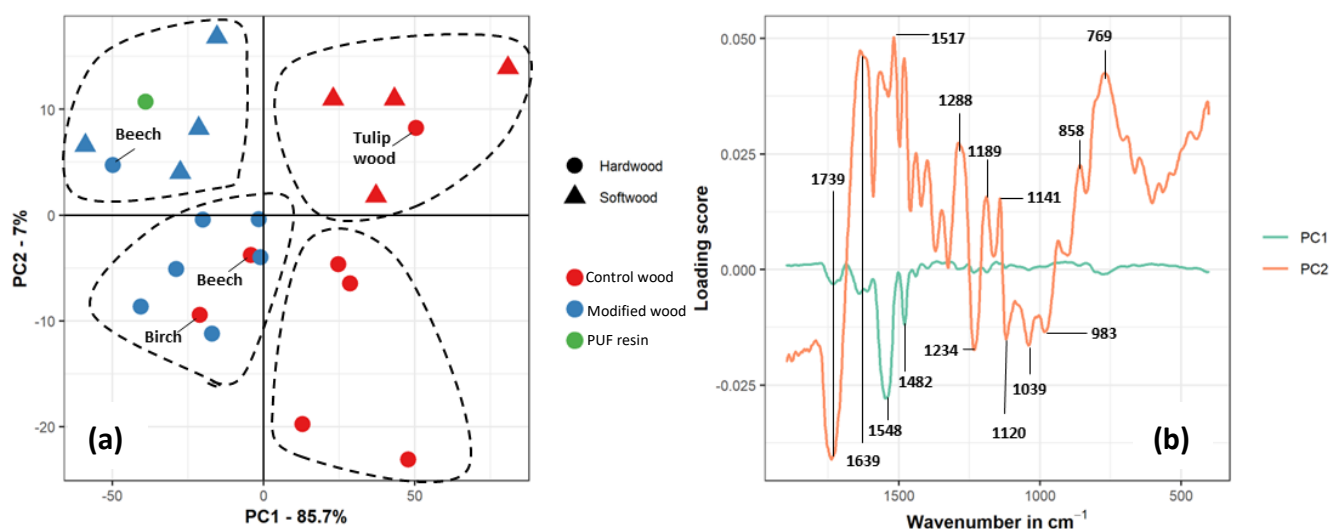 Beech
Tulip
wood
Beech
Birch
10
0
-10
-20
PC2 - 7%
-50
0
50
PC1 - 85.7%
(a)
Hardwood
Softwood
Control wood
Modified wood
PUF resin
0.050
0.025
0.000
-0.025
Loading score
1739
1639
1517
1288
1189
1141
858
769
1234
1482
1548
1120
1039
983
(b)
1500
1000
500
Wavenumber in cm⁻¹
PC1
PC2